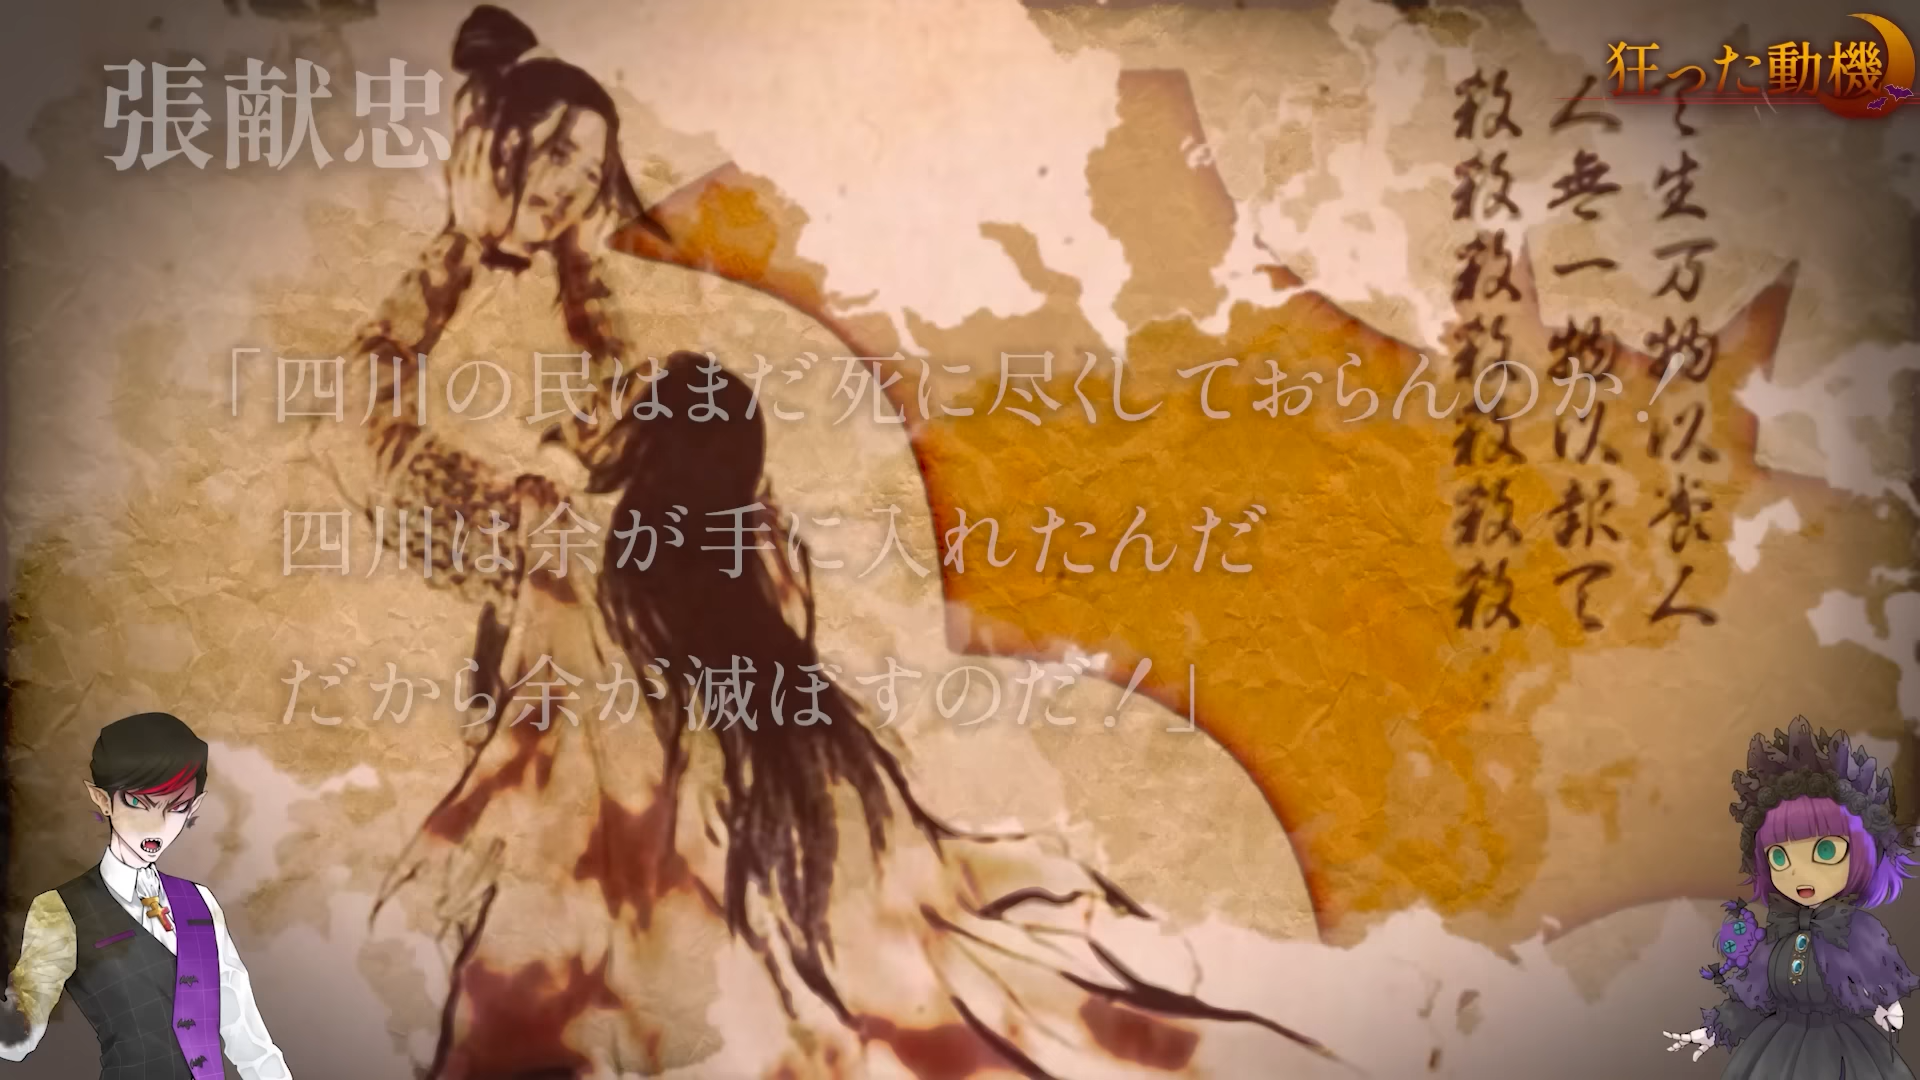 張献忠
狂った動機
「四川の民はまだ死に尽くしておらんのか！
四川は余が手に入れたんだ
だから余が滅ぼすのだ！」
天生万物以養人
人無一物以報天
殺殺殺殺殺殺殺